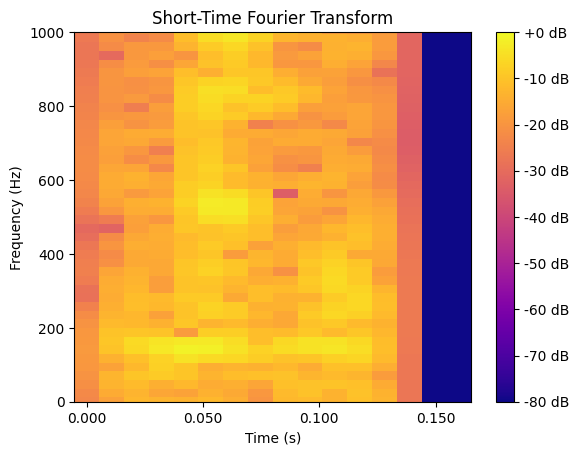 Short-Time Fourier Transform
1000
800
600
400
200
0
Frequency (Hz)
0.000
0.050
0.100
0.150
Time (s)
+0 dB
-10 dB
-20 dB
-30 dB
-40 dB
-50 dB
-60 dB
-70 dB
-80 dB